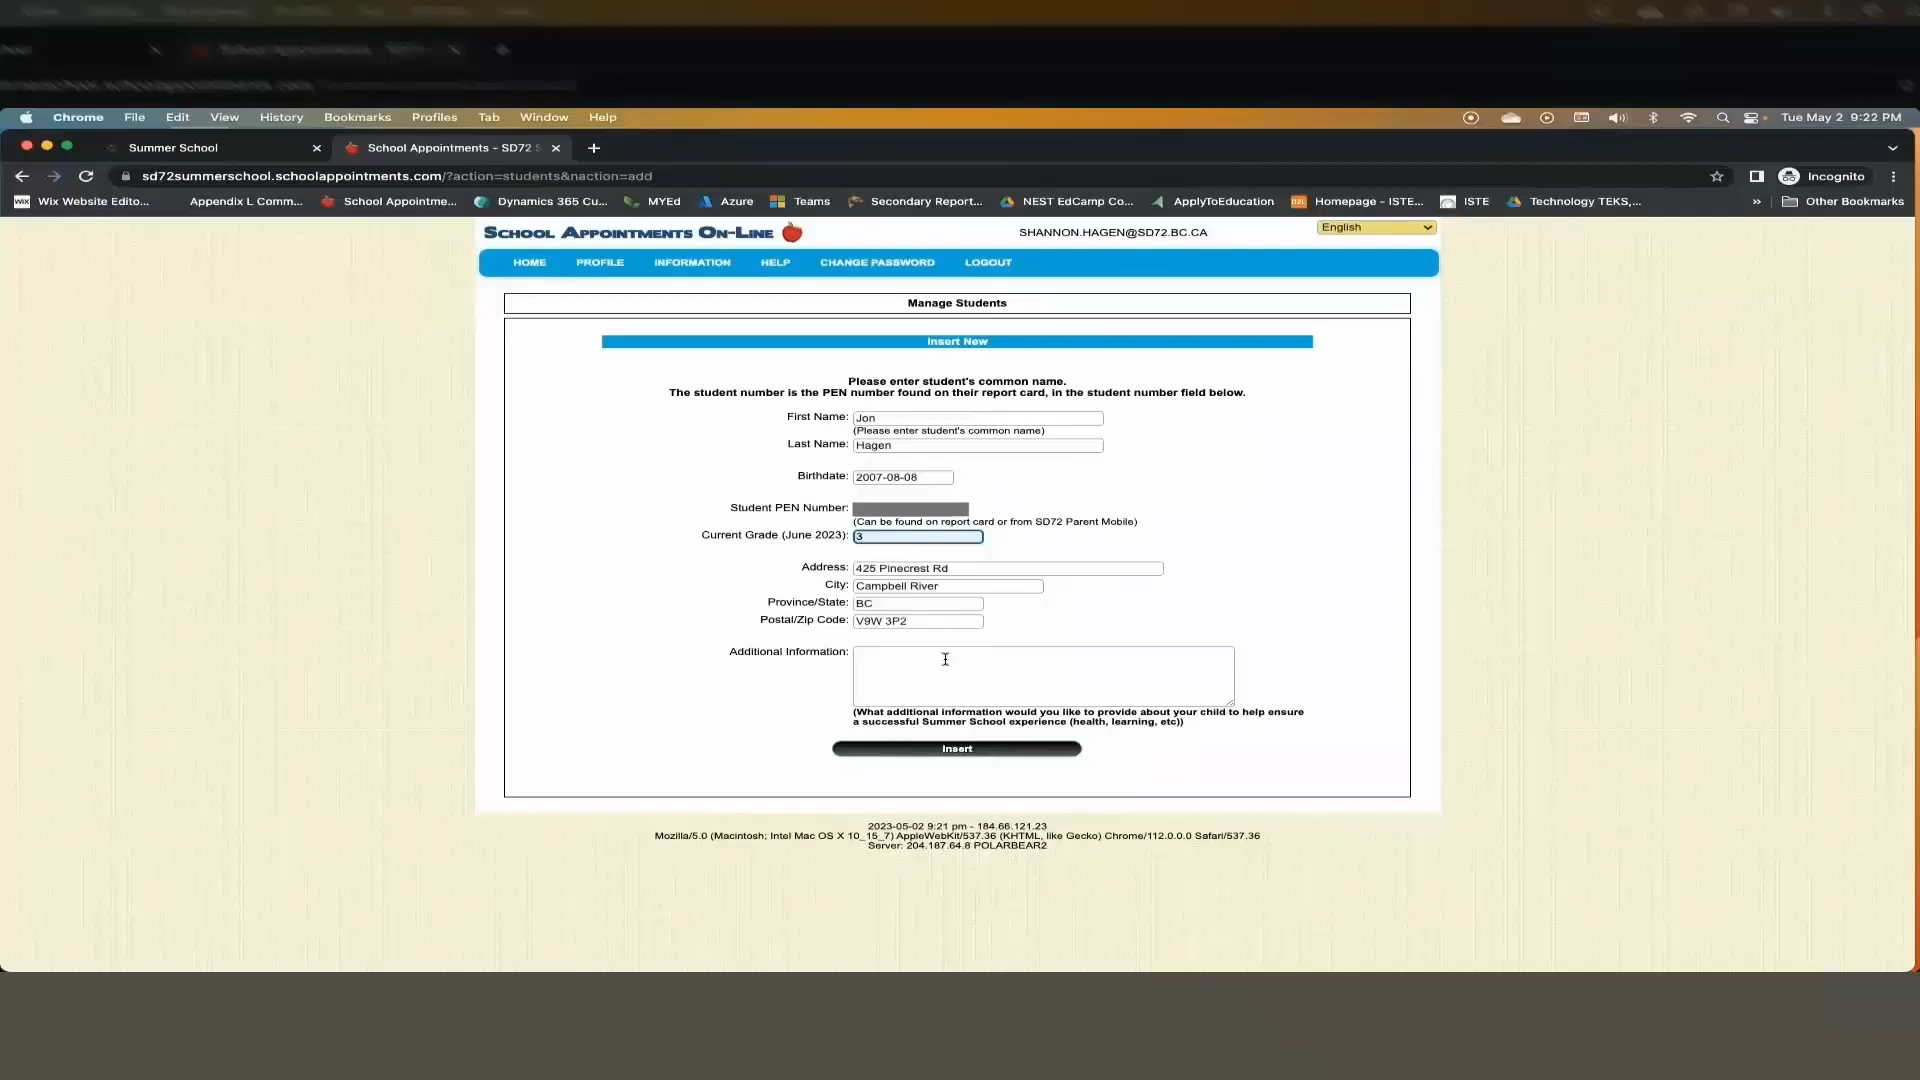 Chrome File Edit View History Bookmarks Profiles Tab Window Help Tue May 2 9:22 PM
Summer School School Appointments - SD72 S
sd72summerschool.schoolappointments.com/?action=students&naction=add Incognito
WiX Wix Website Edito... Appendix L Comm... School Appointme... Dynamics 365 Cu... MYEd Azure Teams Secondary Report... NEST EdCamp Co... ApplyToEducation D2L Homepage - ISTE... ISTE Technology TEKS,... » Other Bookmarks
SCHOOL APPOINTMENTS ON-LINE SHANNON.HAGEN@SD72.BC.CA English
HOME PROFILE INFORMATION HELP CHANGE PASSWORD LOGOUT
Manage Students
Insert New
Please enter student's common name.
The student number is the PEN number found on their report card, in the student number field below.
First Name: Jon
(Please enter student's common name)
Last Name: Hagen
Birthdate: 2007-08-08
Student PEN Number:
(Can be found on report card or from SD72 Parent Mobile)
Current Grade (June 2023): 3
Address: 425 Pinecrest Rd
City: Campbell River
Province/State: BC
Postal/Zip Code: V9W 3P2
Additional Information:
(What additional information would you like to provide about your child to help ensure
a successful Summer School experience (health, learning, etc))
Insert
2023-05-02 9:21 pm - 184.66.121.23
Mozilla/5.0 (Macintosh; Intel Mac OS X 10_15_7) AppleWebKit/537.36 (KHTML, like Gecko) Chrome/112.0.0.0 Safari/537.36
Server: 204.187.64.8 POLARBEAR2